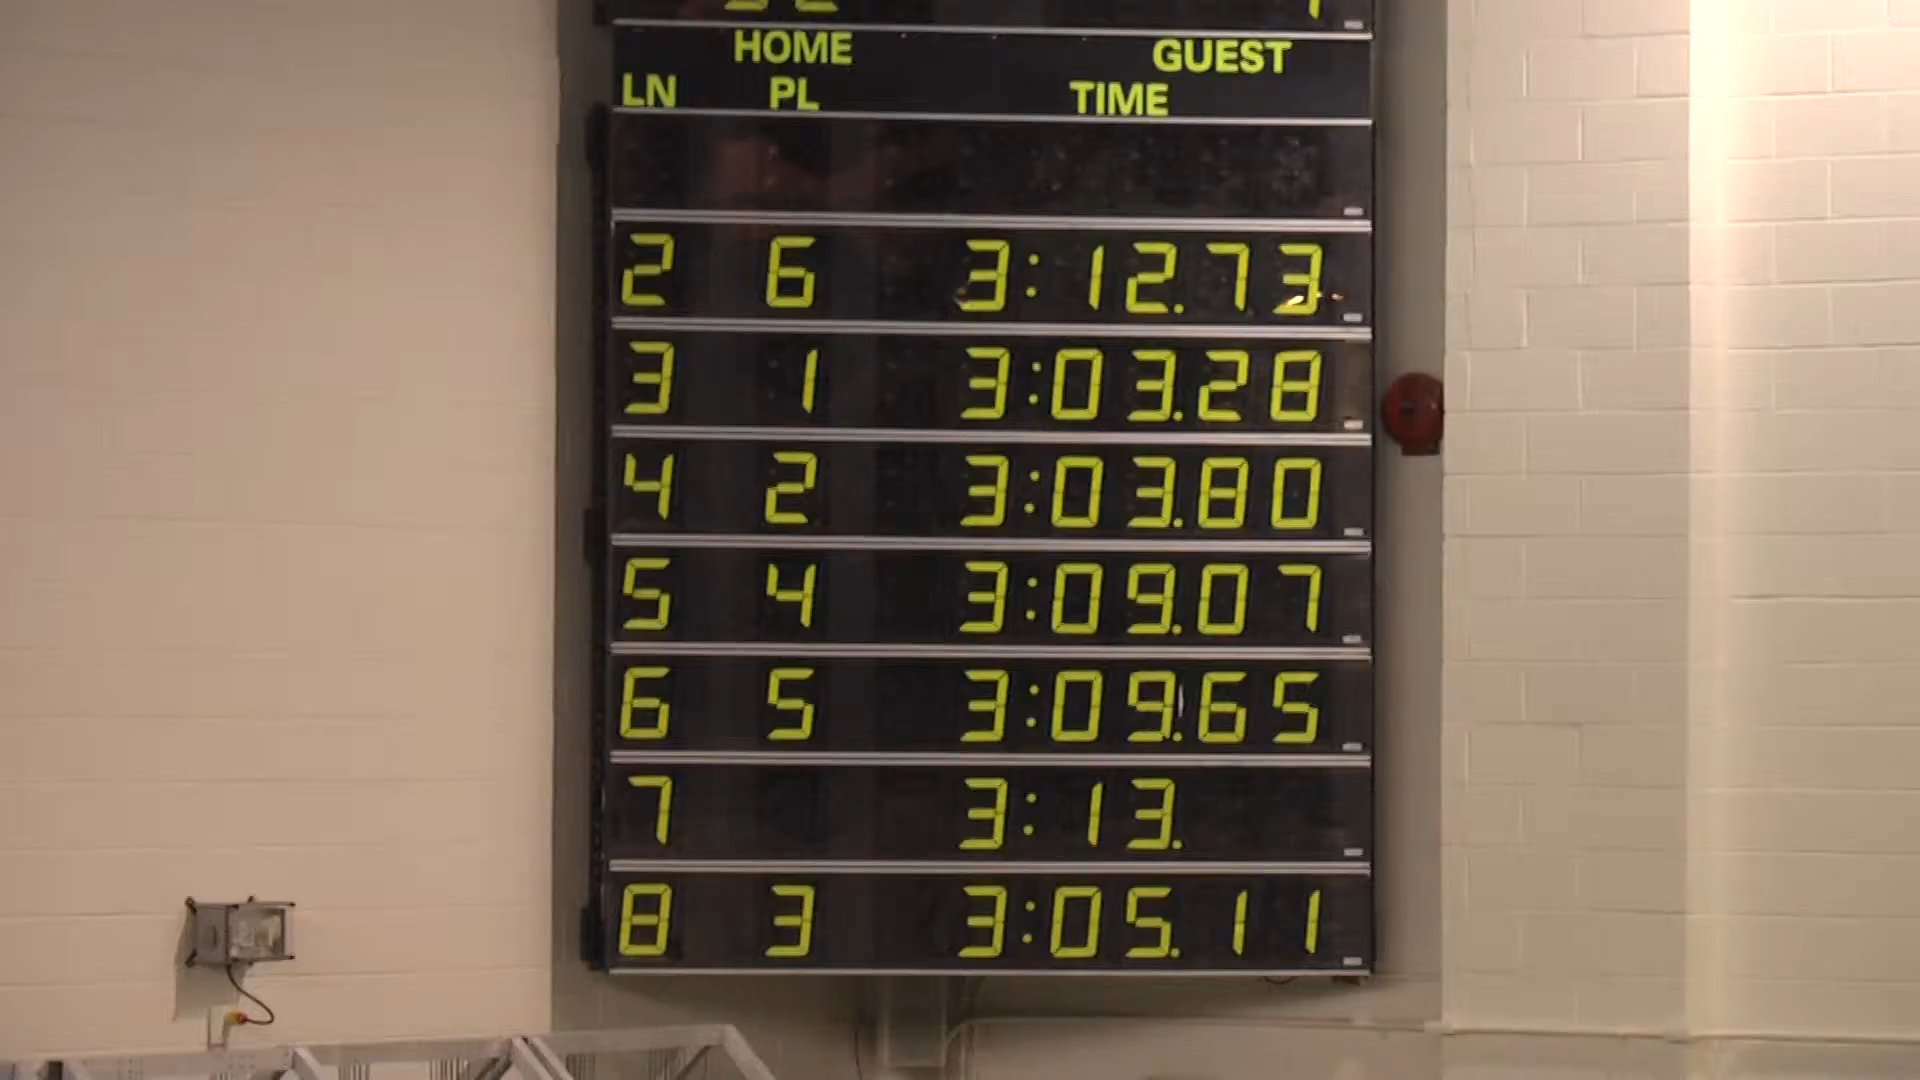 HOME GUEST
LN PL TIME
2 6 3:12.73
3 1 3:03.28
4 2 3:03.80
5 4 3:09.07
6 5 3:09.65
7 3:13.
8 3 3:05.11